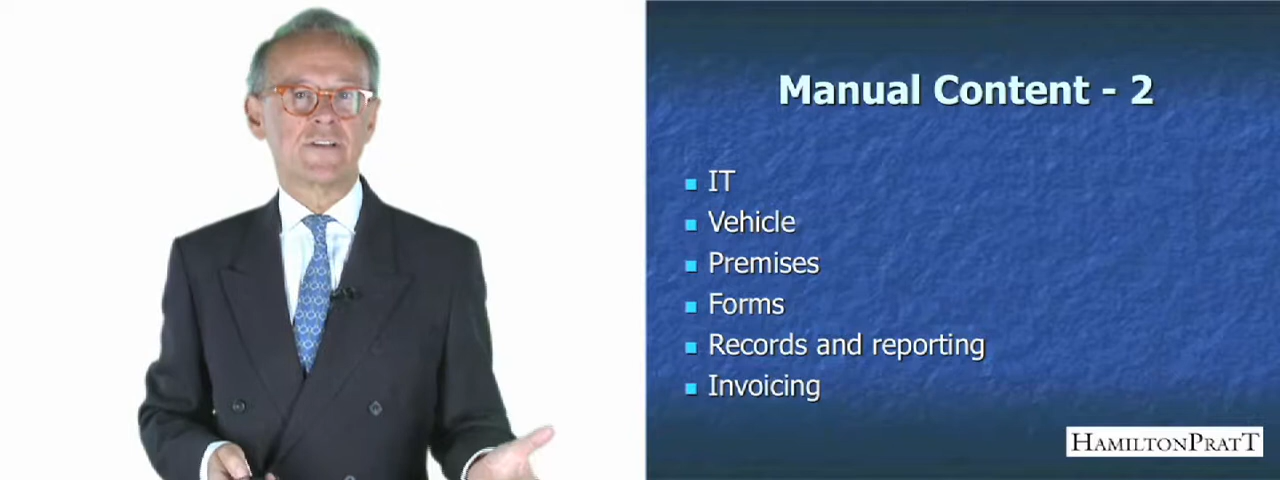 Manual Content - 2
IT
Vehicle
Premises
Forms
Records and reporting
Invoicing
HAMILTONPRATT